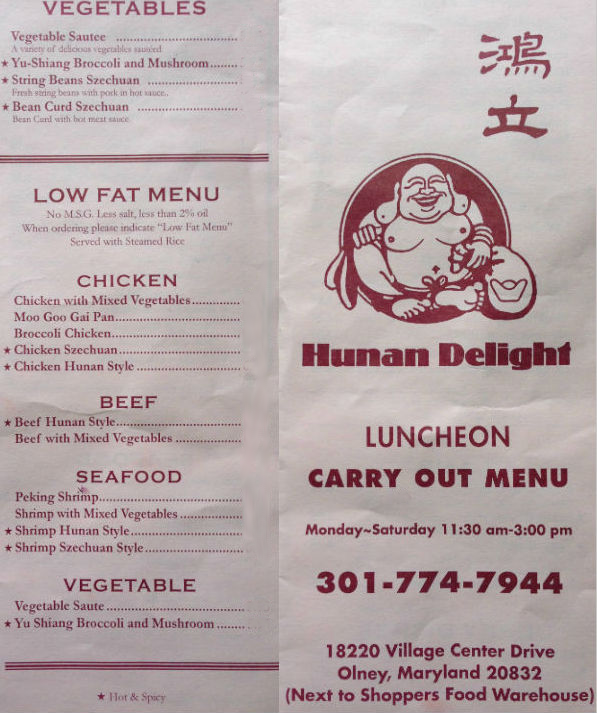 VEGETABLES
Vegetable Sautee ....................................
A variety of delicious vegetables sautéed
★ Yu-Shiang Broccoli and Mushroom........
★ String Beans Szechuan ...........................
Fresh string beans with pork in hot sauce..
★ Bean Curd Szechuan ..............................
Bean Curd with hot meat sauce
LOW FAT MENU
No M.S.G. Less salt, less than 2% oil
When ordering please indicate "Low Fat Menu"
Served with Steamed Rice
CHICKEN
Chicken with Mixed Vegetables..............
Moo Goo Gai Pan.....................................
Broccoli Chicken......................................
★ Chicken Szechuan....................................
★ Chicken Hunan Style ...............................
BEEF
★ Beef Hunan Style.....................................
Beef with Mixed Vegetables ...................
SEAFOOD
Peking Shrimp..........................................
Shrimp with Mixed Vegetables ..................
★ Shrimp Hunan Style.................................
★ Shrimp Szechuan Style.............................
VEGETABLE
Vegetable Saute.........................................
★ Yu Shiang Broccoli and Mushroom ........
★ Hot & Spicy
鴻
立
Hunan Delight
LUNCHEON
CARRY OUT MENU
Monday~Saturday 11:30 am-3:00 pm
301-774-7944
18220 Village Center Drive
Olney, Maryland 20832
(Next to Shoppers Food Warehouse)